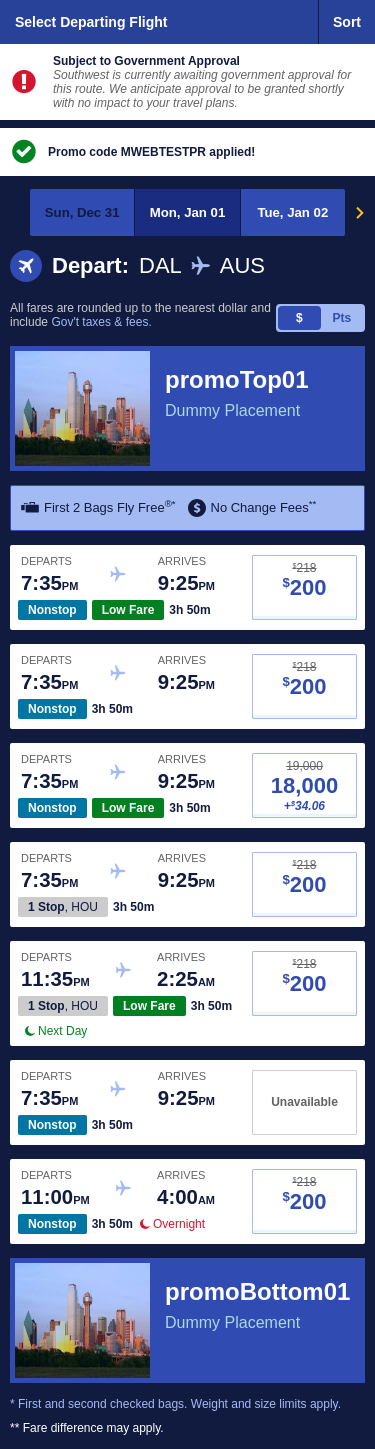 Select Departing Flight
Sort
Subject to Government Approval
Southwest is currently awaiting government approval for
this route. We anticipate approval to be granted shortly
with no impact to your travel plans.
Promo code MWEBTESTPR applied!
Sun, Dec 31
Mon, Jan 01
Tue, Jan 02
Depart: DAL AUS
All fares are rounded up to the nearest dollar and
include Gov't taxes & fees.
$ Pts
promoTop01
Dummy Placement
First 2 Bags Fly Free®* $ No Change Fees**
DEPARTS ARRIVES $218
7:35PM 9:25PM $200
Nonstop Low Fare 3h 50m
DEPARTS ARRIVES $218
7:35PM 9:25PM $200
Nonstop 3h 50m
DEPARTS ARRIVES 19,000
7:35PM 9:25PM 18,000
Nonstop Low Fare 3h 50m +$34.06
DEPARTS ARRIVES $218
7:35PM 9:25PM $200
1 Stop, HOU 3h 50m
DEPARTS ARRIVES $218
11:35PM 2:25AM $200
1 Stop, HOU Low Fare 3h 50m
Next Day
DEPARTS ARRIVES
7:35PM 9:25PM Unavailable
Nonstop 3h 50m
DEPARTS ARRIVES $218
11:00PM 4:00AM $200
Nonstop 3h 50m Overnight
promoBottom01
Dummy Placement
* First and second checked bags. Weight and size limits apply.
** Fare difference may apply.